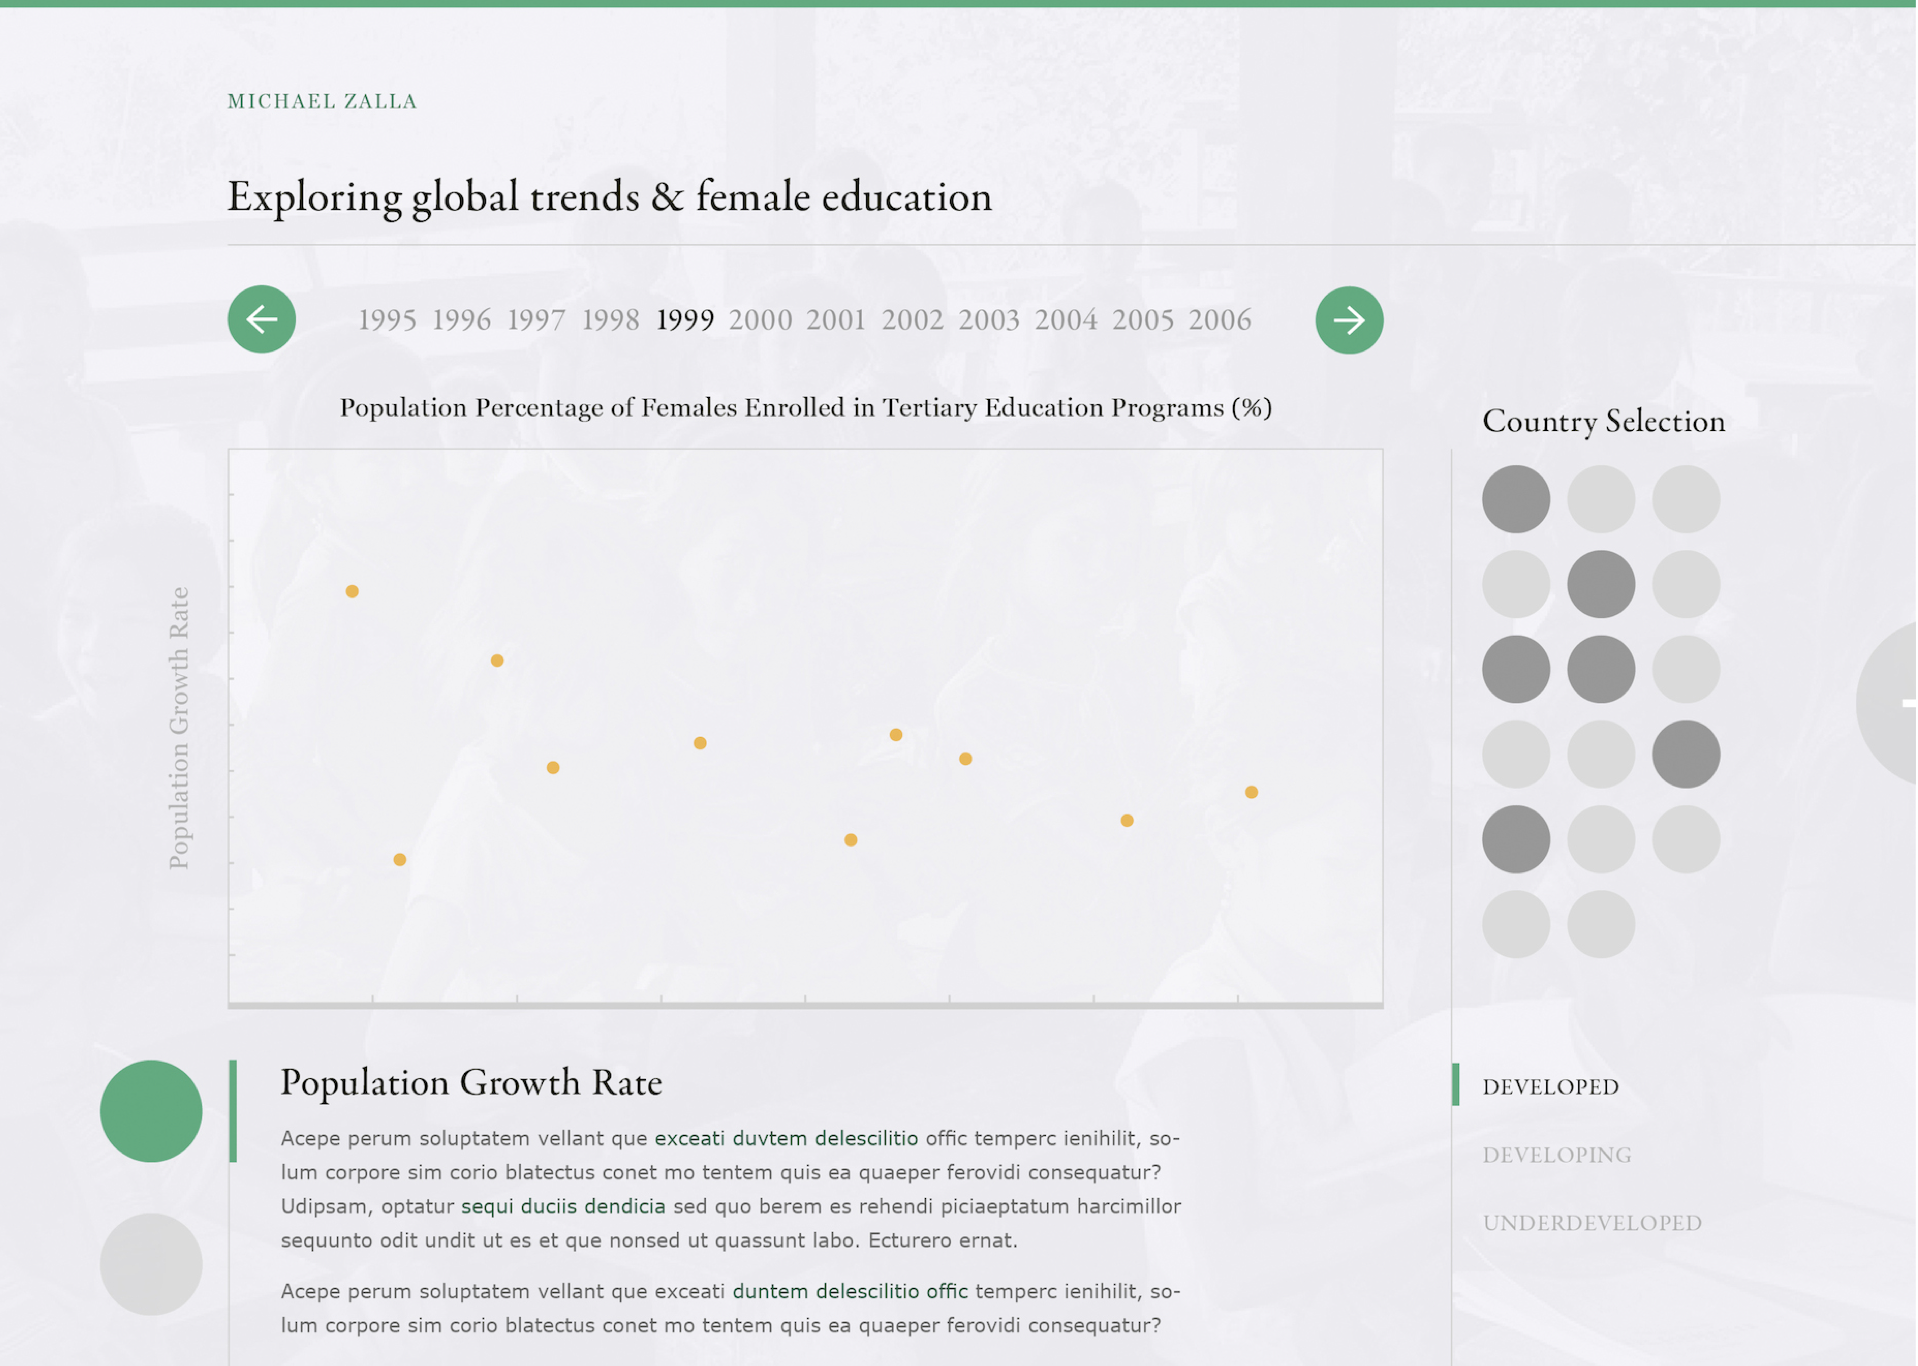 MICHAEL ZALLA
Exploring global trends & female education
1995 1996 1997 1998 1999 2000 2001 2002 2003 2004 2005 2006
Population Percentage of Females Enrolled in Tertiary Education Programs (%)
Country Selection
Population Growth Rate
Population Growth Rate
Acepe perum soluptatem vellant que exceati duvtem delescilitio offic temperc ienihilit, so-
lum corpore sim corio blatectus conet mo tentem quis ea quaeper ferovidi consequatur?
Udipsam, optatur sequi duciis dendicia sed quo berem es rehendi piciaeptatum harcimillor
sequunto odit undit ut es et que nonsed ut quassunt labo. Ecturero ernat.
Acepe perum soluptatem vellant que exceati duntem delescilitio offic temperc ienihilit, so-
lum corpore sim corio blatectus conet mo tentem quis ea quaeper ferovidi consequatur?
DEVELOPED
DEVELOPING
UNDERDEVELOPED